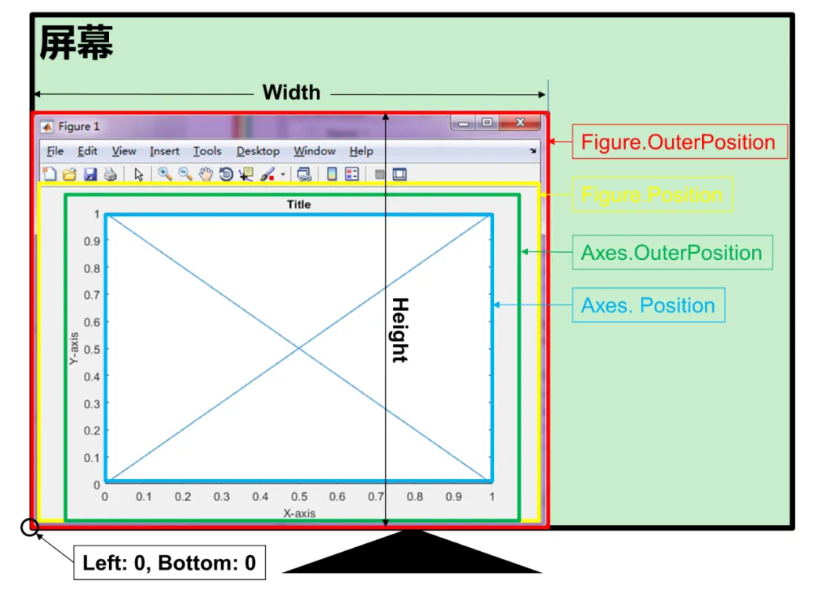 屏幕
Width
Figure 1
File Edit View Insert Tools Desktop Window Help
Figure.OuterPosition
Figure.Position
Title
Axes.OuterPosition
Axes. Position
Height
Y-axis
1
0.9
0.8
0.7
0.6
0.5
0.4
0.3
0.2
0.1
0
0 0.1 0.2 0.3 0.4 0.5 0.6 0.7 0.8 0.9 1
X-axis
Left: 0, Bottom: 0